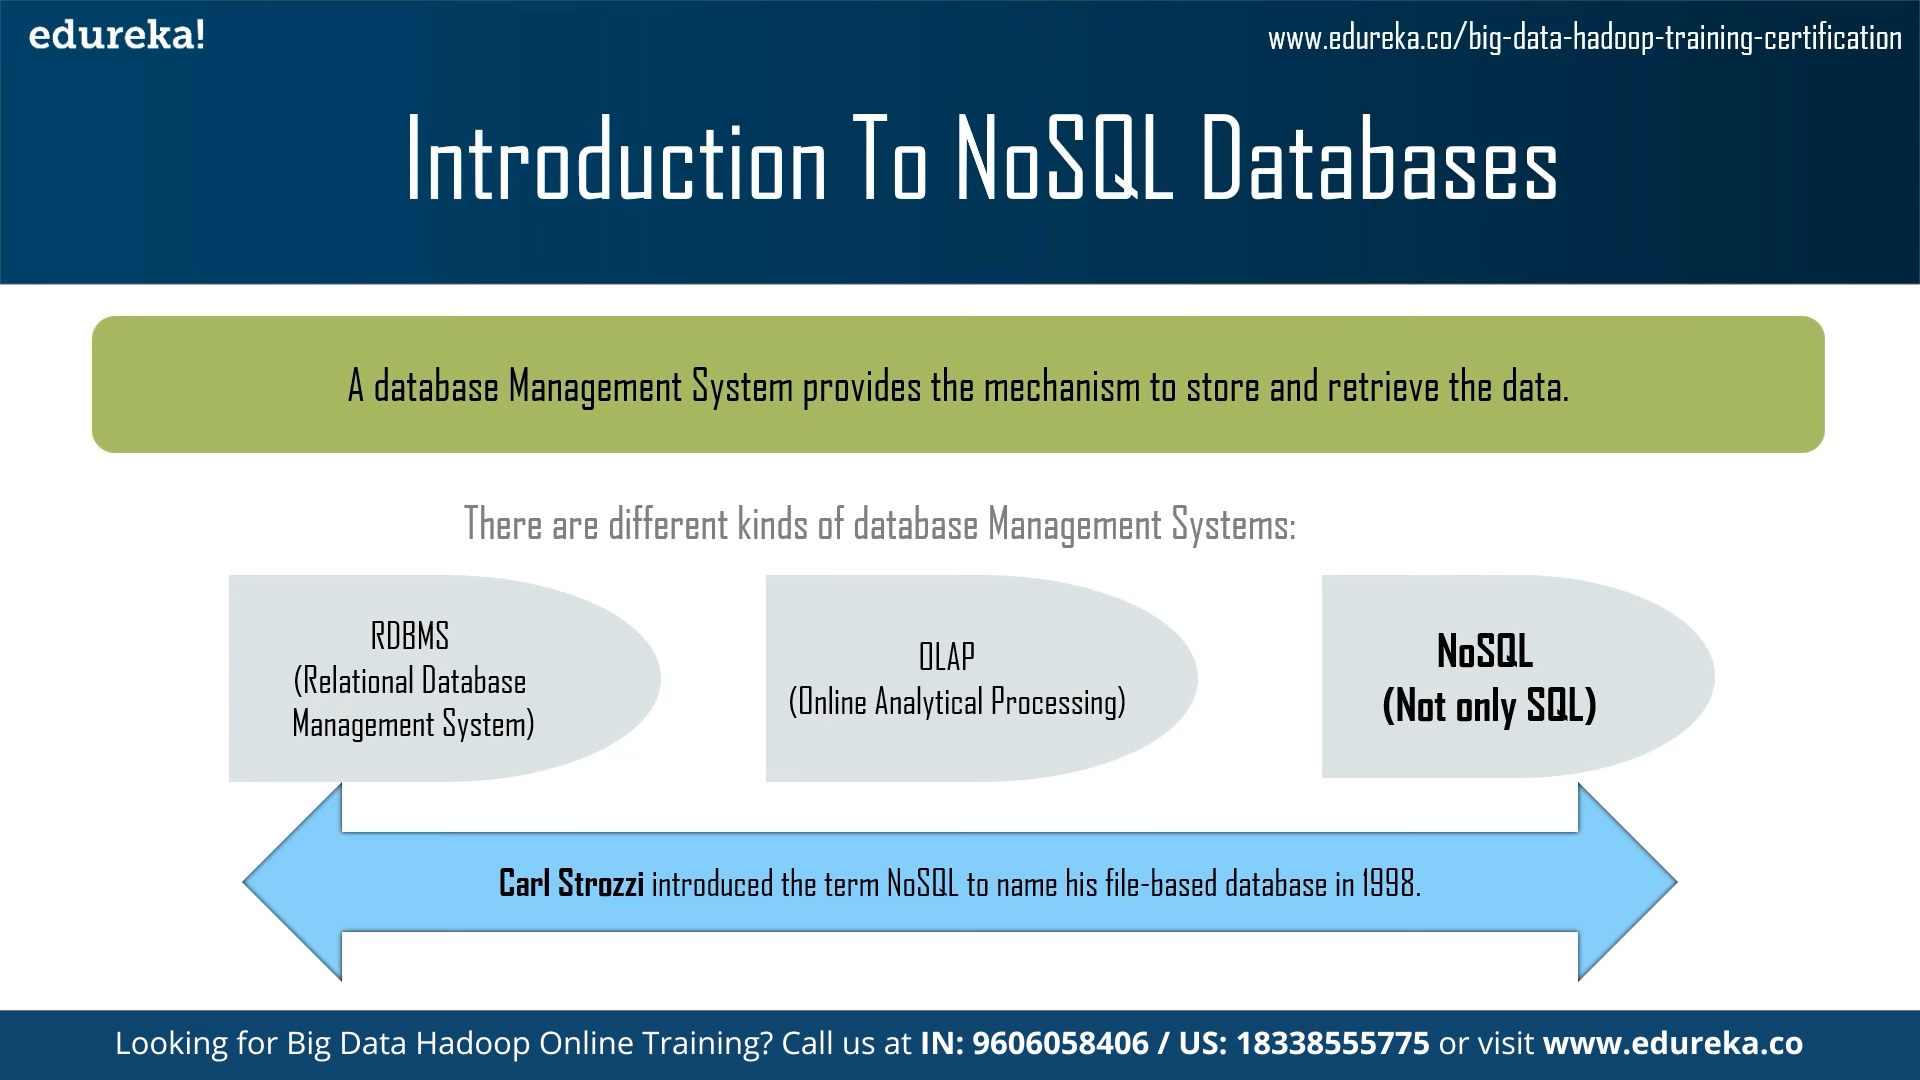 edureka!
www.edureka.co/big-data-hadoop-training-certification
Introduction To NoSQL Databases
A database Management System provides the mechanism to store and retrieve the data.
There are different kinds of database Management Systems:
RDBMS
(Relational Database
Management System)
OLAP
(Online Analytical Processing)
NoSQL
(Not only SQL)
Carl Strozzi introduced the term NoSQL to name his file-based database in 1998.
Looking for Big Data Hadoop Online Training? Call us at IN: 9606058406 / US: 18338555775 or visit www.edureka.co